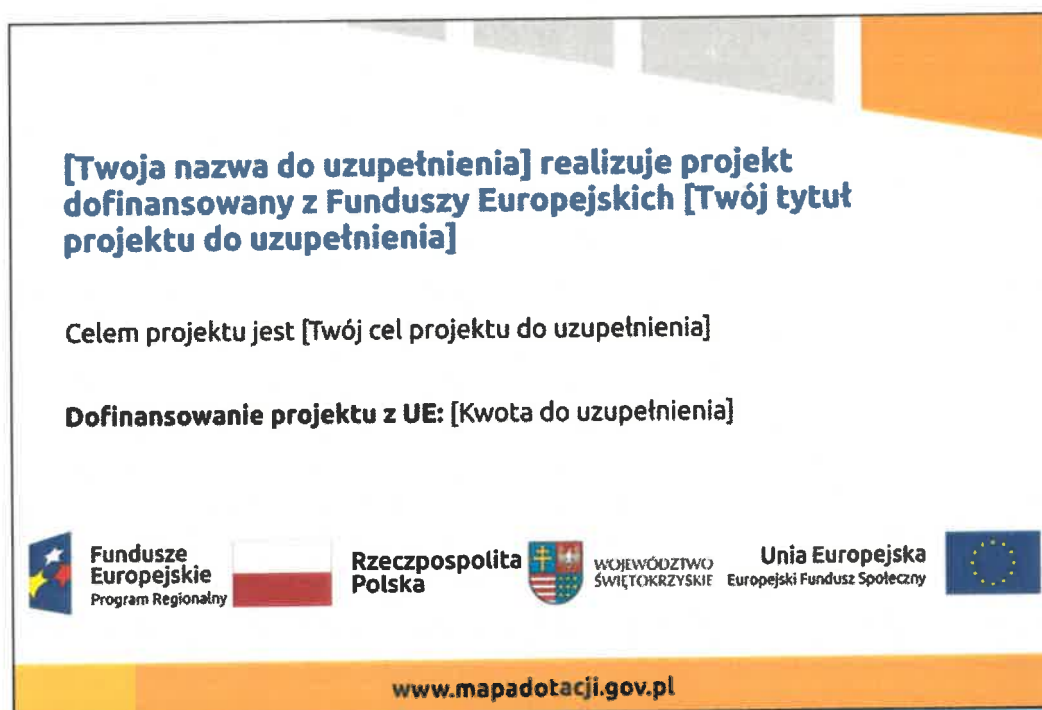 [Twoja nazwa do uzupełnienia] realizuje projekt
dofinansowany z Funduszy Europejskich [Twój tytuł
projektu do uzupełnienia]
Celem projektu jest [Twój cel projektu do uzupełnienia]
Dofinansowanie projektu z UE: [Kwota do uzupełnienia]
Fundusze
Europejskie
Program Regionalny
Rzeczpospolita
Polska
WOJEWÓDZTWO
ŚWIĘTOKRZYSKIE
Unia Europejska
Europejski Fundusz Społeczny
www.mapadotacji.gov.pl